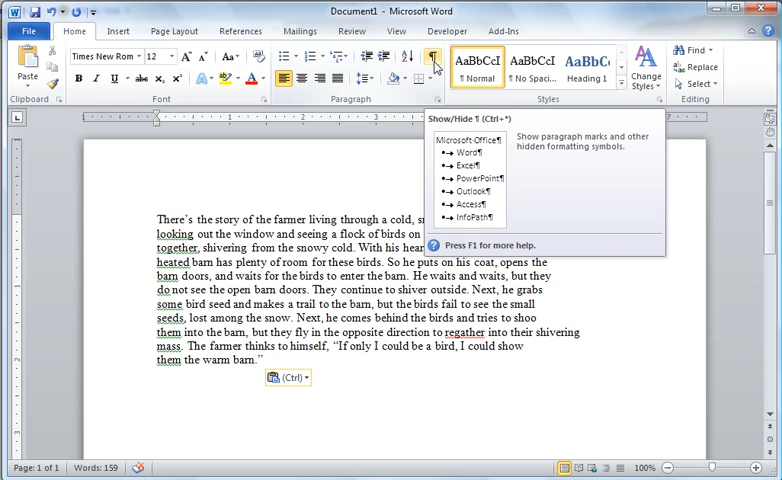 Document1 - Microsoft Word
File Home Insert Page Layout References Mailings Review View Developer Add-Ins
Paste
Times New Rom 12 Aa
B I U abc
AaBbCcI AaBbCcI AaBbC
¶ Normal ¶ No Spaci... Heading 1
Change Styles
Find
Replace
Select
Clipboard Font Paragraph Styles Editing
Show/Hide ¶ (Ctrl+*)
Microsoft·Office¶
Word¶
Excel¶
PowerPoint¶
Outlook¶
Access¶
InfoPath¶
Show paragraph marks and other
hidden formatting symbols.
Press F1 for more help.
There's the story of the farmer living through a cold,
looking out the window and seeing a flock of birds on
together, shivering from the snowy cold. With his
heated barn has plenty of room for these birds. So he puts on his coat, opens the
barn doors, and waits for the birds to enter the barn. He waits and waits, but they
do not see the open barn doors. They continue to shiver outside. Next, he grabs
some bird seed and makes a trail to the barn, but the birds fail to see the small
seeds, lost among the snow. Next, he comes behind the birds and tries to shoo
them into the barn, but they fly in the opposite direction to regather into their shivering
mass. The farmer thinks to himself, “If only I could be a bird, I could show
them the warm barn.”
(Ctrl)
Page: 1 of 1 Words: 159 100%